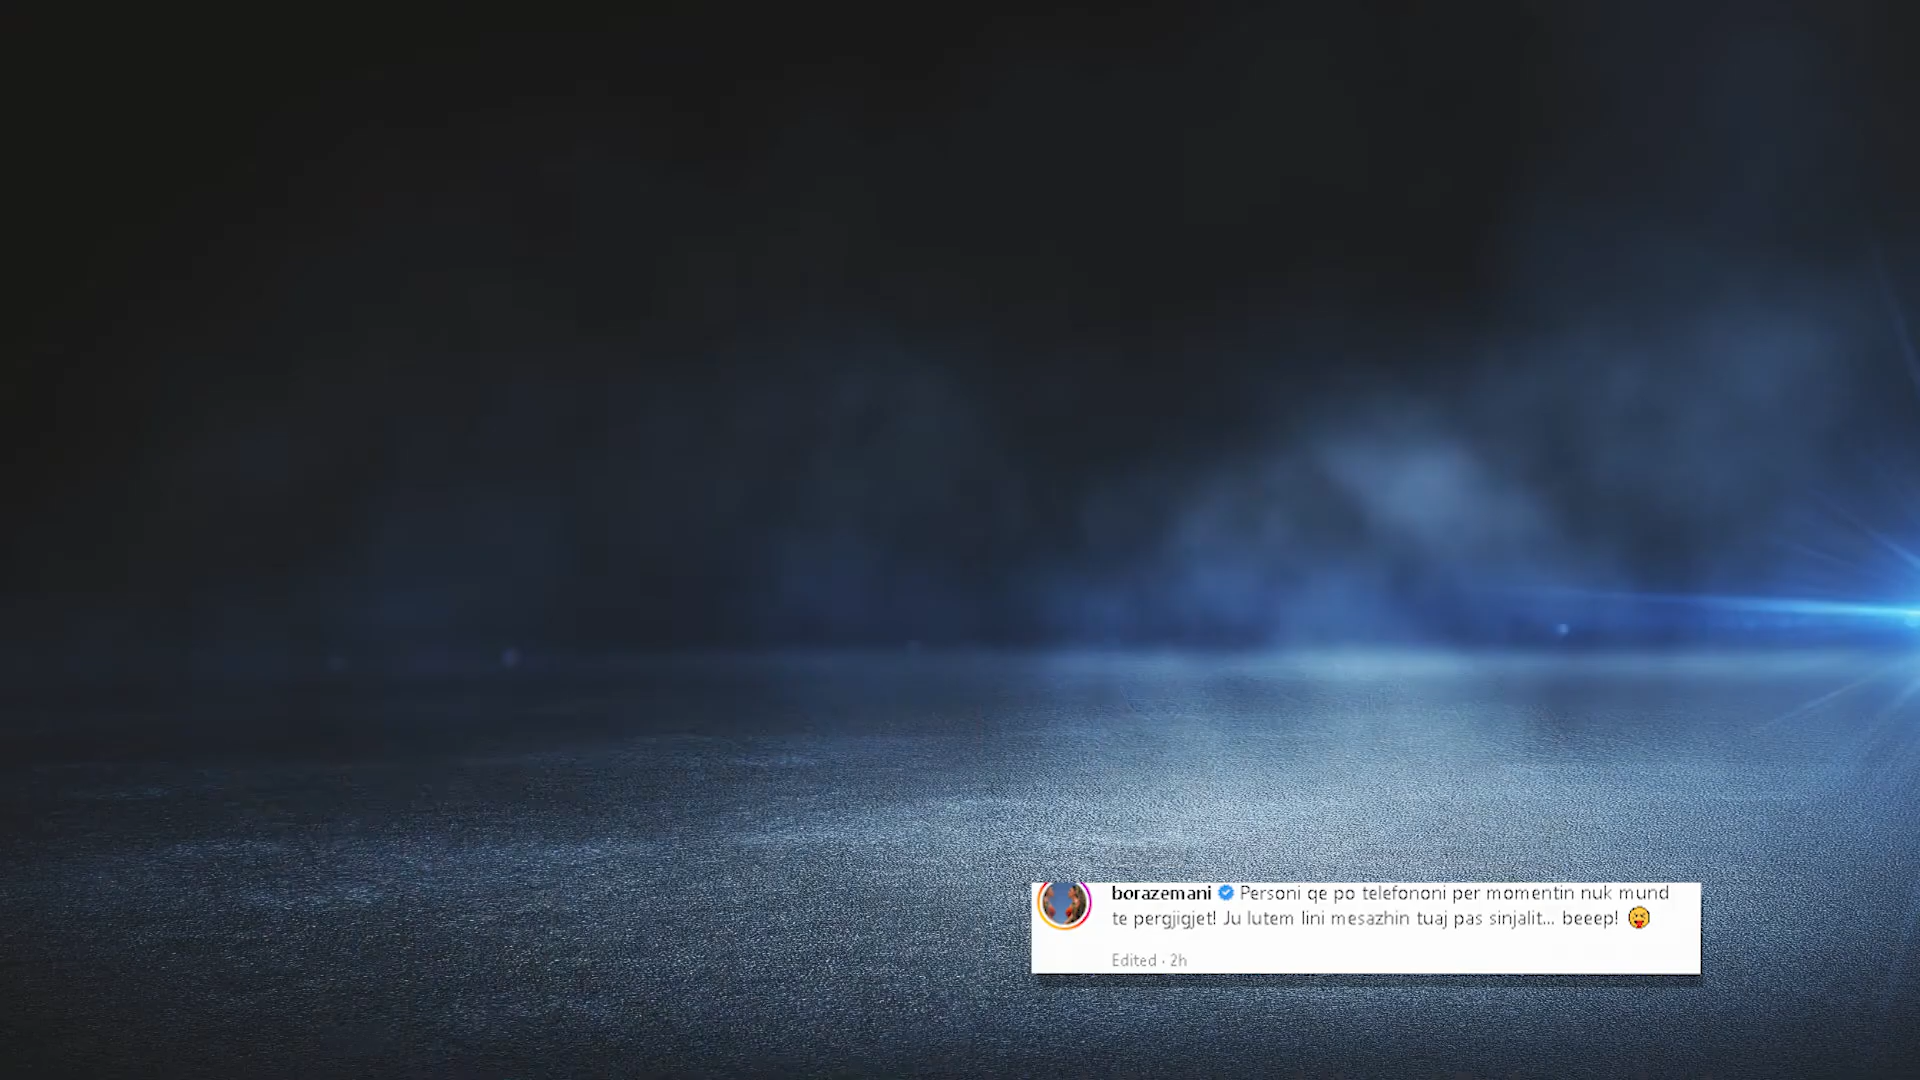 borazemani Personi qe po telefononi per momentin nuk mund
te pergjigjet! Ju lutem lini mesazhin tuaj pas sinjalit... beeep! 😝
Edited · 2h